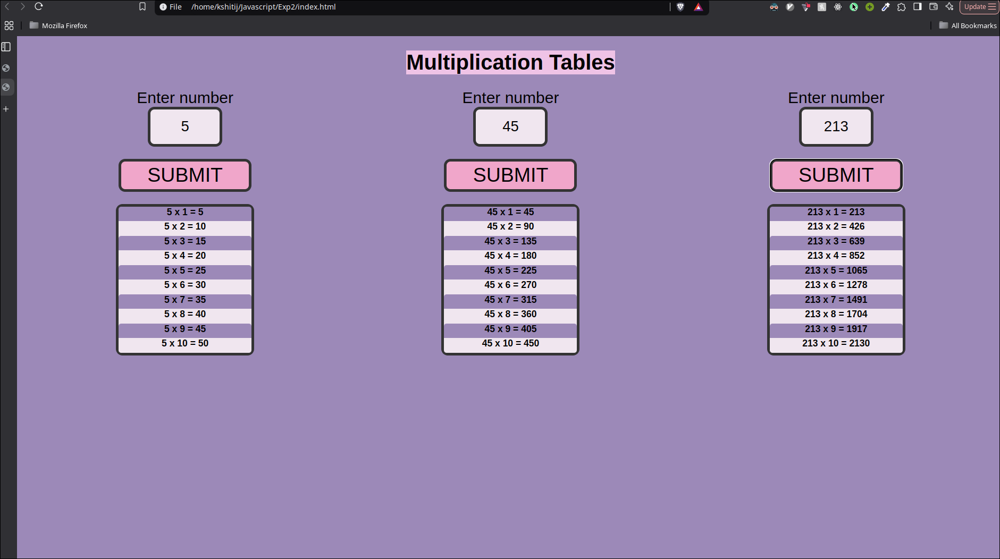 File /home/kshitij/Javascript/Exp2/index.html
Update
Mozilla Firefox
All Bookmarks
Multiplication Tables
Enter number
5
SUBMIT
5 x 1 = 5
5 x 2 = 10
5 x 3 = 15
5 x 4 = 20
5 x 5 = 25
5 x 6 = 30
5 x 7 = 35
5 x 8 = 40
5 x 9 = 45
5 x 10 = 50
Enter number
45
SUBMIT
45 x 1 = 45
45 x 2 = 90
45 x 3 = 135
45 x 4 = 180
45 x 5 = 225
45 x 6 = 270
45 x 7 = 315
45 x 8 = 360
45 x 9 = 405
45 x 10 = 450
Enter number
213
SUBMIT
213 x 1 = 213
213 x 2 = 426
213 x 3 = 639
213 x 4 = 852
213 x 5 = 1065
213 x 6 = 1278
213 x 7 = 1491
213 x 8 = 1704
213 x 9 = 1917
213 x 10 = 2130